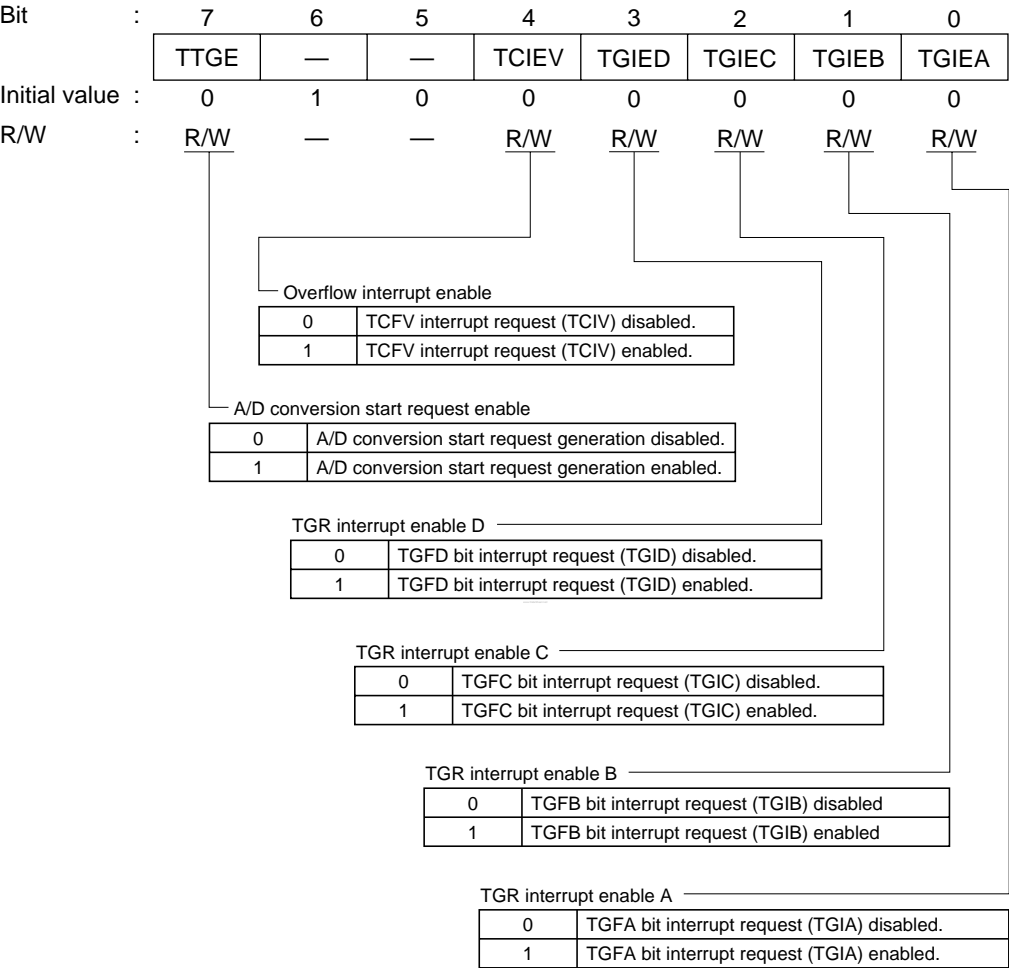 Bit : 7 6 5 4 3 2 1 0
TTGE — — TCIEV TGIED TGIEC TGIEB TGIEA
Initial value : 0 1 0 0 0 0 0 0
R/W : R/W — — R/W R/W R/W R/W R/W
Overflow interrupt enable
0 TCFV interrupt request (TCIV) disabled.
1 TCFV interrupt request (TCIV) enabled.
A/D conversion start request enable
0 A/D conversion start request generation disabled.
1 A/D conversion start request generation enabled.
TGR interrupt enable D
0 TGFD bit interrupt request (TGID) disabled.
1 TGFD bit interrupt request (TGID) enabled.
TGR interrupt enable C
0 TGFC bit interrupt request (TGIC) disabled.
1 TGFC bit interrupt request (TGIC) enabled.
TGR interrupt enable B
0 TGFB bit interrupt request (TGIB) disabled
1 TGFB bit interrupt request (TGIB) enabled
TGR interrupt enable A
0 TGFA bit interrupt request (TGIA) disabled.
1 TGFA bit interrupt request (TGIA) enabled.